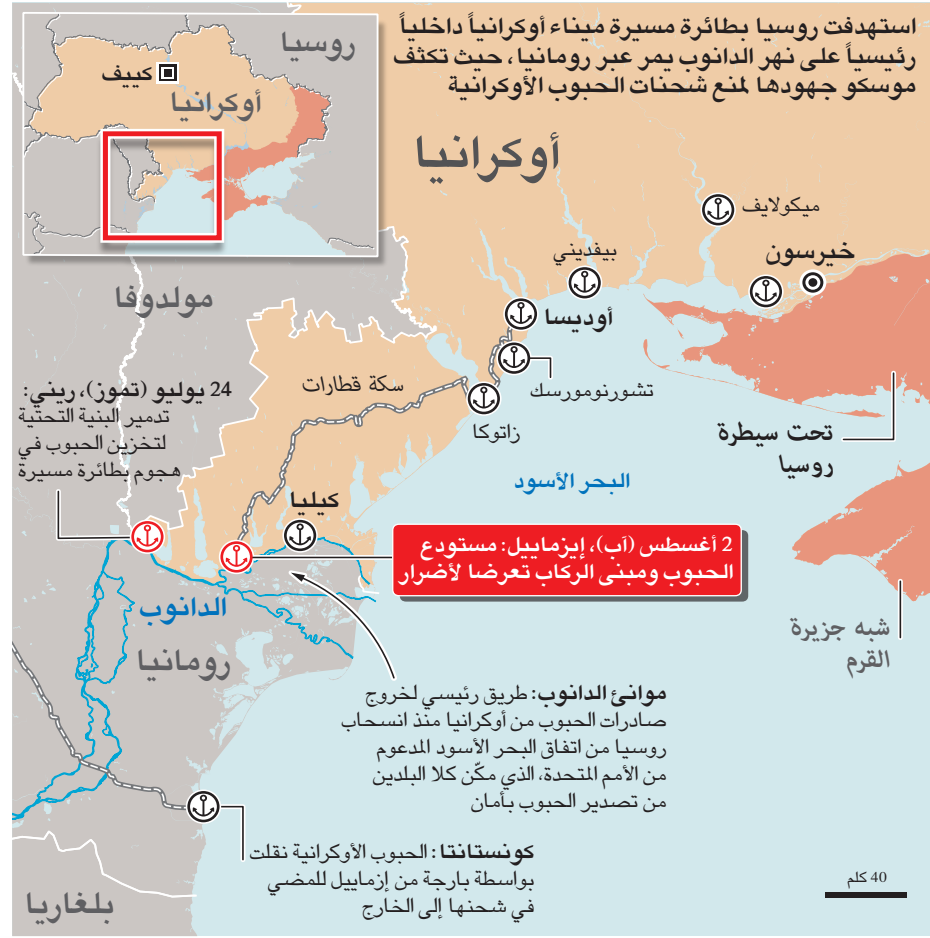 استهدفت روسيا بطائرة مسيرة ميناء أوكرانياً داخلياً
رئيسياً على نهر الدانوب يمر عبر رومانيا، حيث تكثف
موسكو جهودها لمنع شحنات الحبوب الأوكرانية
روسيا
كييف
أوكرانيا
أوكرانيا
ميكولايف
خيرسون
بيفديني
أوديسا
مولدوفا
تشورنومورسك
سكة قطارات
زاتوكا
24 يوليو (تموز)، ريني:
تدمير البنية التحتية
لتخزين الحبوب في
هجوم بطائرة مسيرة
تحت سيطرة
روسيا
البحر الأسود
كيليا
2 أغسطس (آب)، إيزماييل: مستودع
الحبوب ومبنى الركاب تعرضا لأضرار
الدانوب
رومانيا
شبه جزيرة
القرم
موانئ الدانوب: طريق رئيسي لخروج
صادرات الحبوب من أوكرانيا منذ انسحاب
روسيا من اتفاق البحر الأسود المدعوم
من الأمم المتحدة، الذي مكّن كلا البلدين
من تصدير الحبوب بأمان
كونستانتا: الحبوب الأوكرانية نقلت
بواسطة بارجة من إزماييل للمضي
في شحنها إلى الخارج
بلغاريا
40 كلم